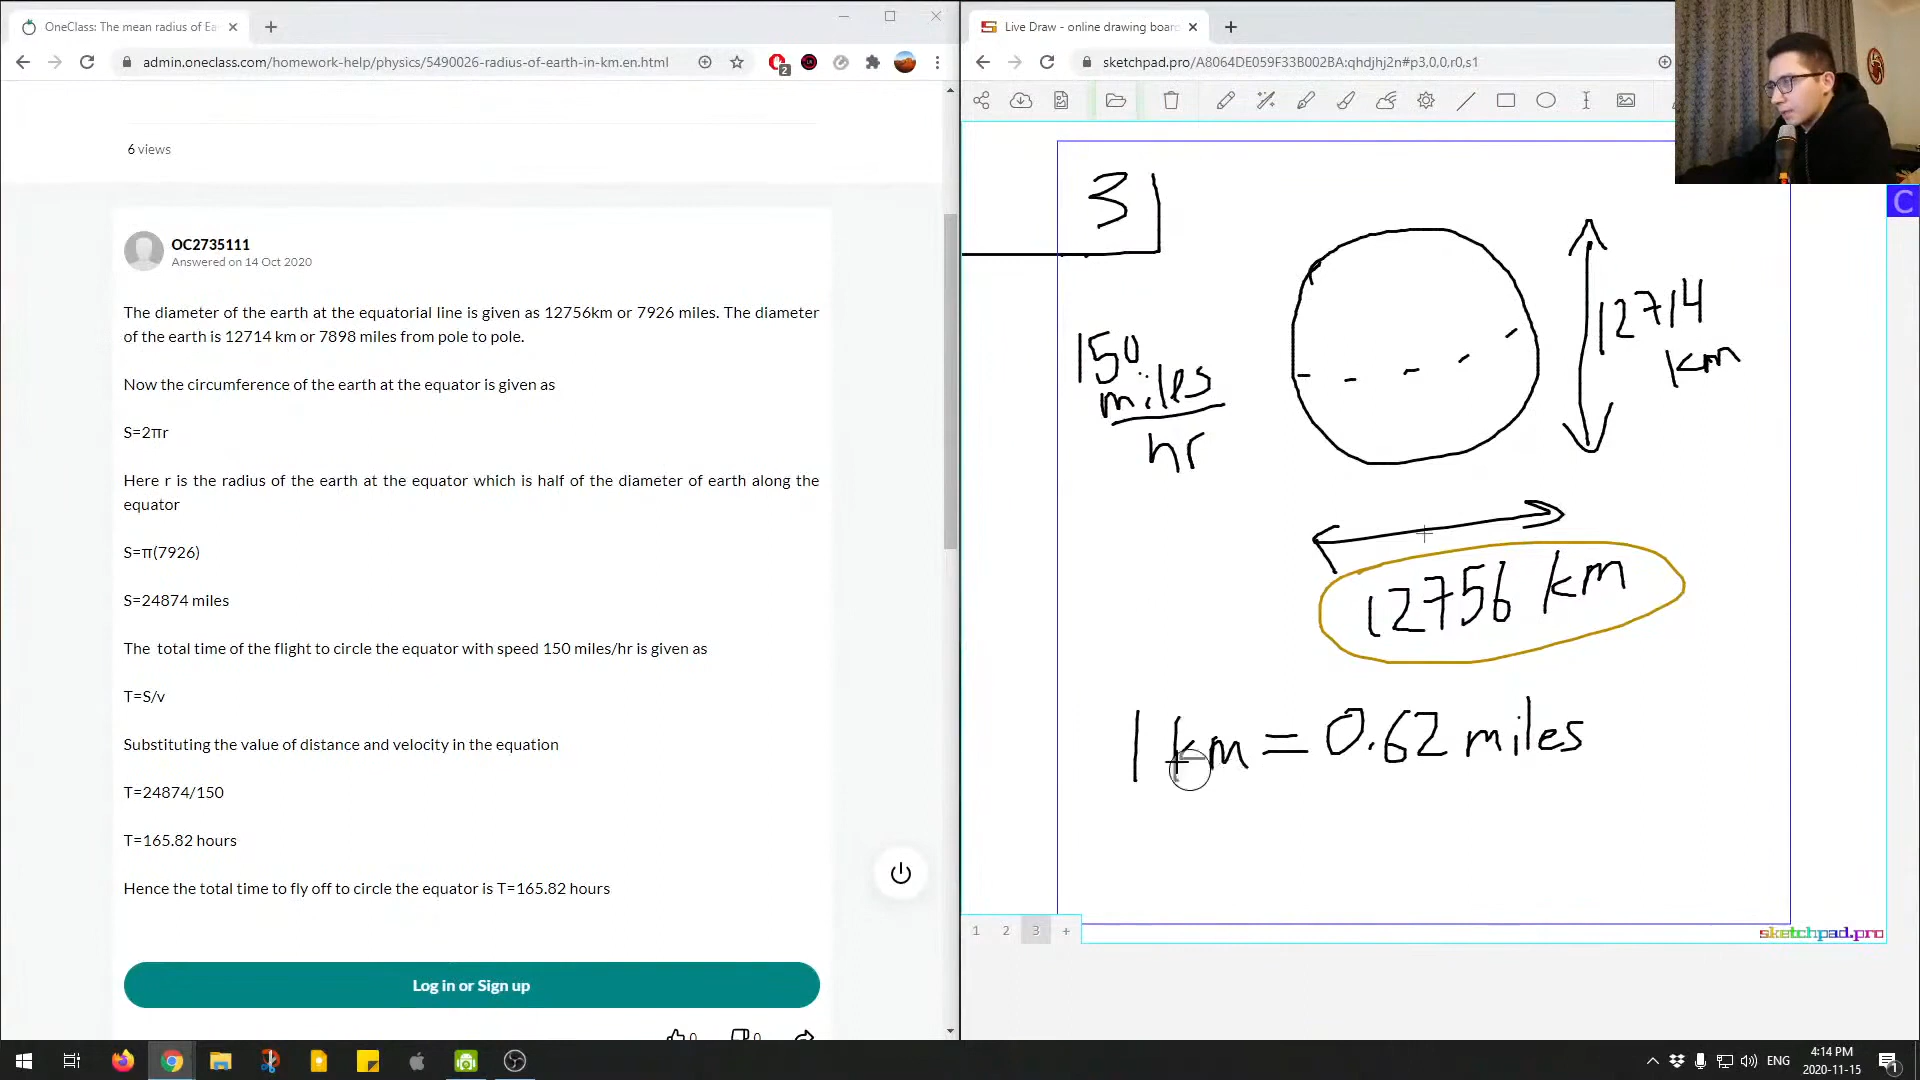 OneClass: The mean radius of Ea
admin.oneclass.com/homework-help/physics/5490026-radius-of-earth-in-km.en.html
2
6 views
OC2735111
Answered on 14 Oct 2020
The diameter of the earth at the equatorial line is given as 12756km or 7926 miles. The diameter
of the earth is 12714 km or 7898 miles from pole to pole.
Now the circumference of the earth at the equator is given as
S=2πr
Here r is the radius of the earth at the equator which is half of the diameter of earth along the
equator
S=π(7926)
S=24874 miles
The total time of the flight to circle the equator with speed 150 miles/hr is given as
T=S/v
Substituting the value of distance and velocity in the equation
T=24874/150
T=165.82 hours
Hence the total time to fly off to circle the equator is T=165.82 hours
Log in or Sign up
0
0
Live Draw - online drawing boar
sketchpad.pro/A8064DE059F33B002BA:qhdjhj2n#p3,0,0,r0,s1
C
3
150
miles
hr
12714
km
12756 km
1 km = 0.62 miles
1
2
3
+
sketchpad.pro
ENG
4:14 PM
2020-11-15
1